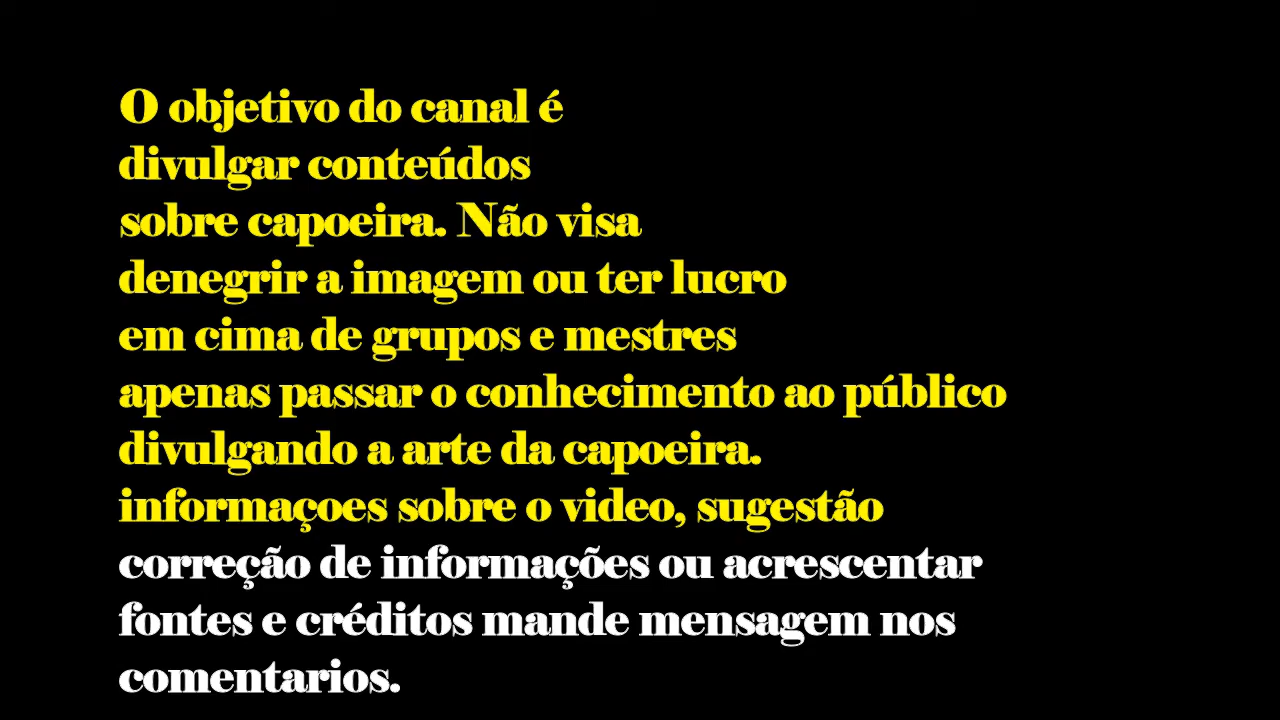 O objetivo do canal é
divulgar conteúdos
sobre capoeira. Não visa
denegrir a imagem ou ter lucro
em cima de grupos e mestres
apenas passar o conhecimento ao público
divulgando a arte da capoeira.
informaçoes sobre o video, sugestão
correção de informações ou acrescentar
fontes e créditos mande mensagem nos
comentarios.